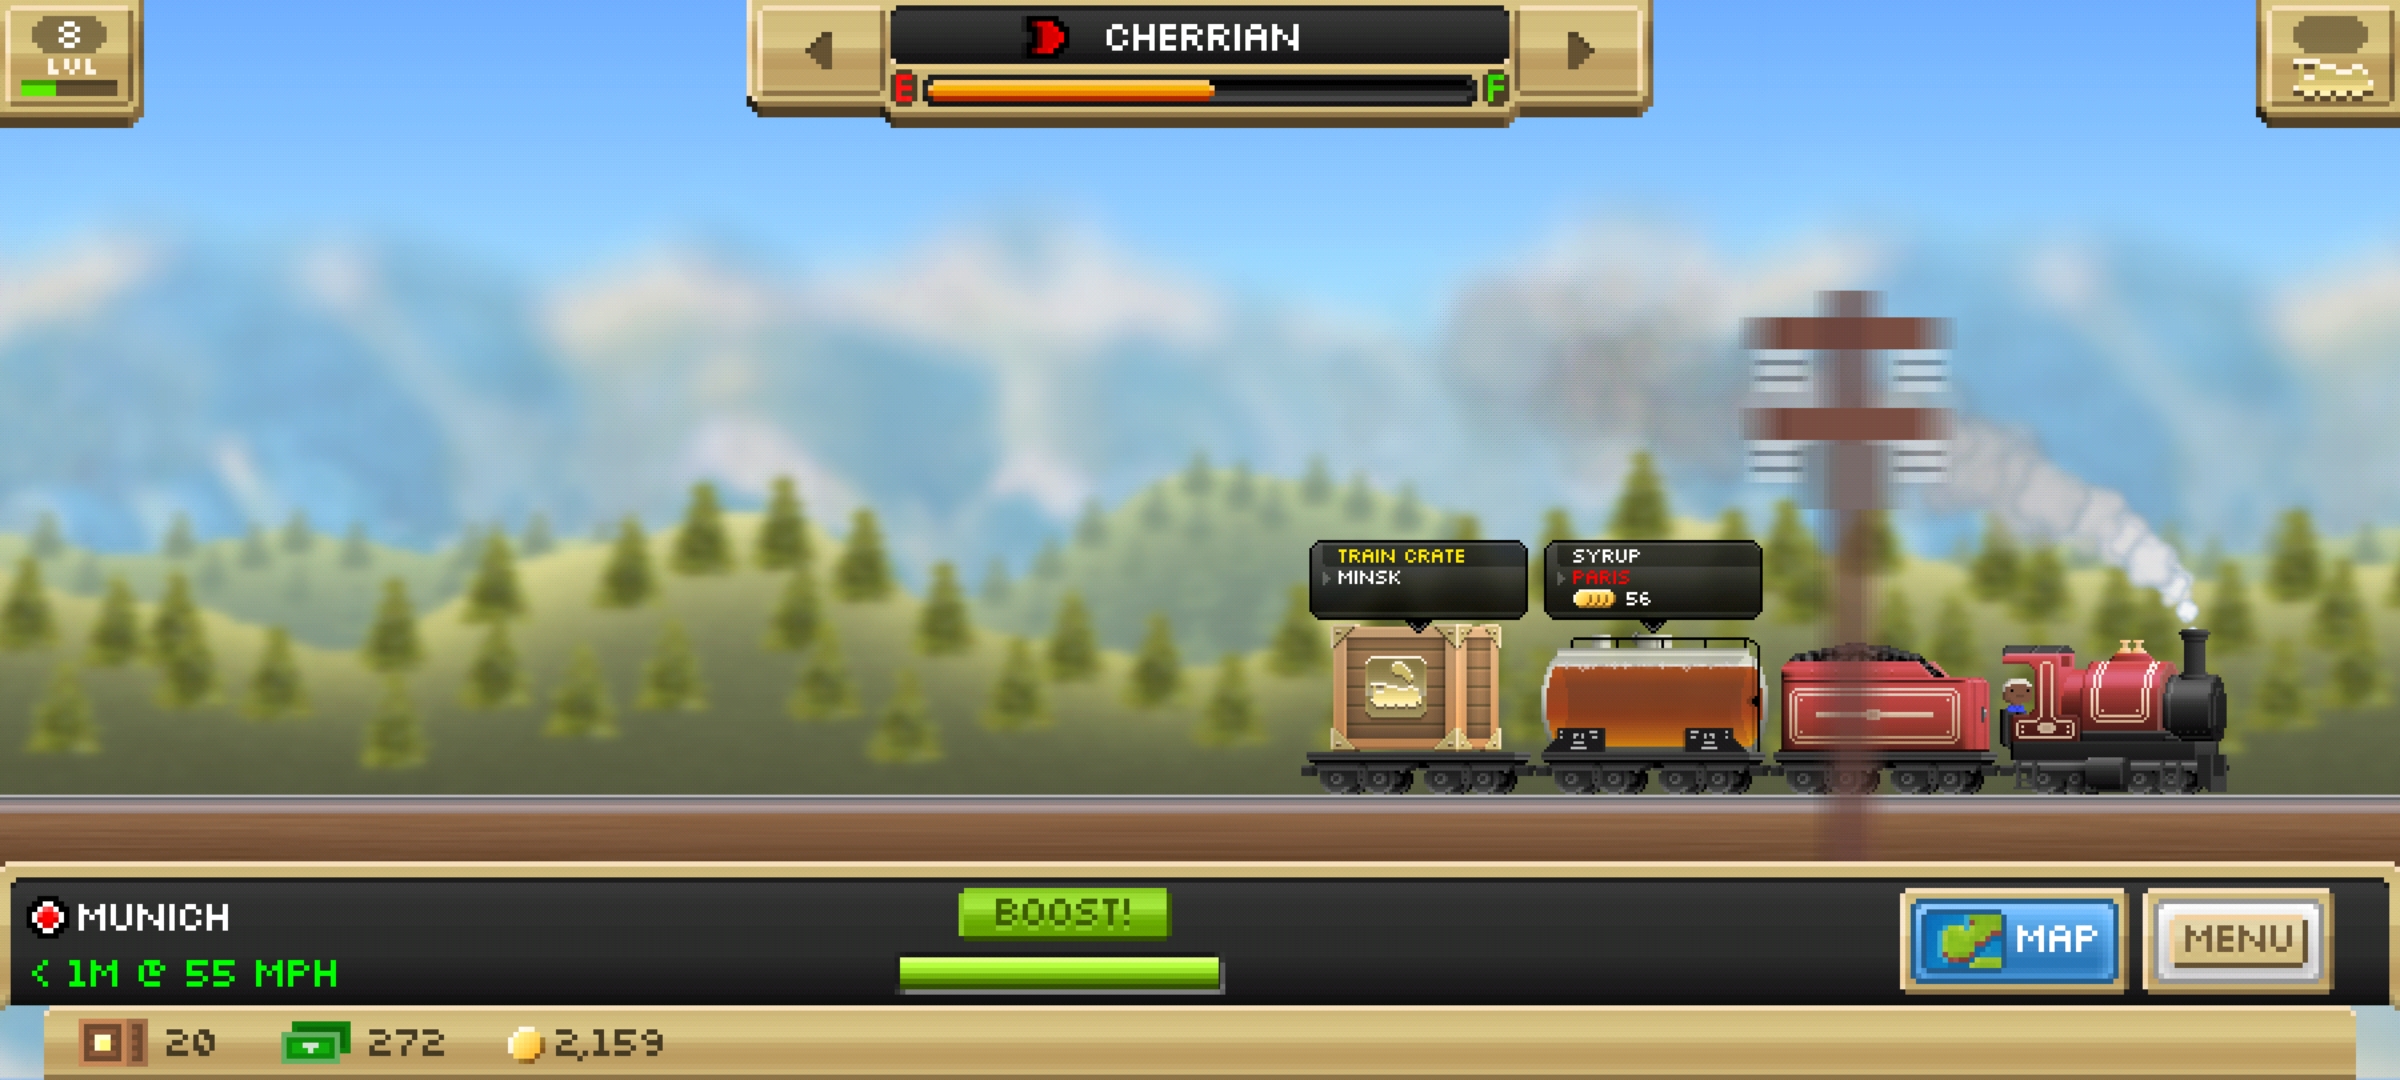 8
LVL
CHERRIAN
E F
TRAIN CRATE
MINSK
SYRUP
PARIS
56
MUNICH
< 1M @ 55 MPH
BOOST!
MAP
MENU
20 272 2,159